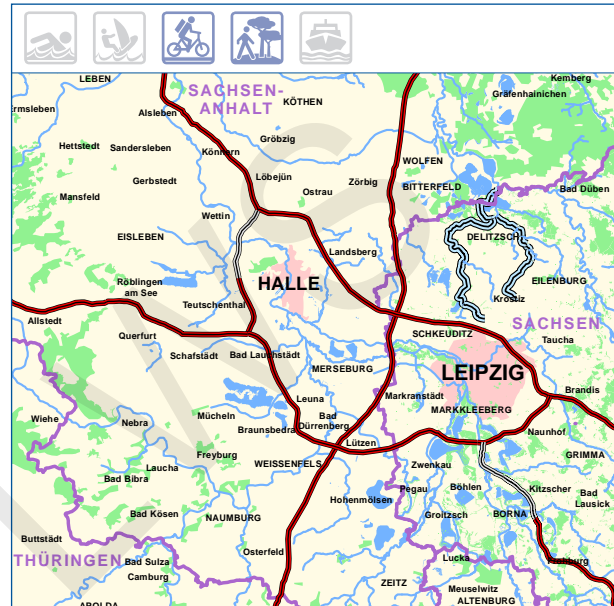 LEBEN
Kemberg
SACHSEN-
ANHALT
KÖTHEN
Gräfenhainichen
Alsleben
Gröbzig
Hettstedt
Sandersleben
Könnern
WOLFEN
Gerbstedt
Löbejün
Ostrau
Zörbig
BITTERFELD
Bad Düben
Mansfeld
Wettin
EISLEBEN
DELITZSCH
Landsberg
Röblingen
am See
HALLE
EILENBURG
Teutschenthal
Krostiz
Allstedt
SACHSEN
Querfurt
SCHKEUDITZ
Taucha
Schafstädt
Bad Lauchstädt
MERSEBURG
LEIPZIG
Leuna
Markranstädt
Brandis
Wiehe
Nebra
Mücheln
Bad
Dürrenberg
MARKKLEEBERG
Braunsbedra
Lützen
Naunhof
Freyburg
GRIMMA
Laucha
WEISSENFELS
Zwenkau
Bad Bibra
Pegau
Böhlen
Kitzscher
Bad
Lausick
Hohenmölsen
Bad Kösen
NAUMBURG
Groitzsch
BORNA
Buttstädt
Osterfeld
THÜRINGEN
Bad Sulza
Lucka
Frohburg
Camburg
ZEITZ
Meuselwitz
ALTENBURG